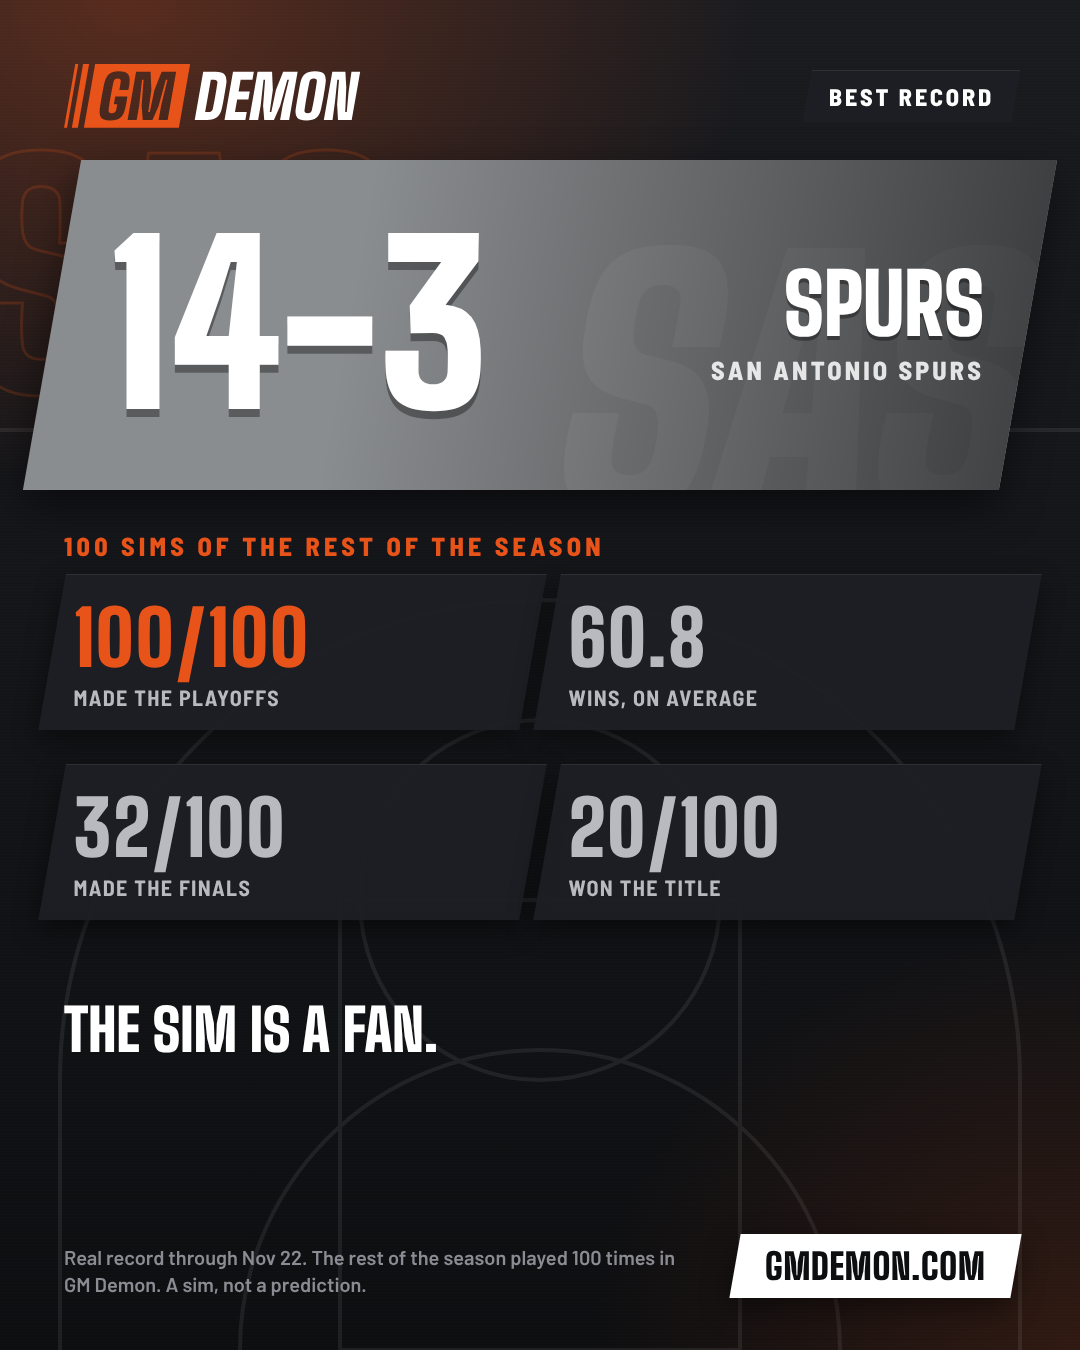 GM DEMON
BEST RECORD
14–3
SAS
SPURS
SAN ANTONIO SPURS
100 SIMS OF THE REST OF THE SEASON
100/100
MADE THE PLAYOFFS
60.8
WINS, ON AVERAGE
32/100
MADE THE FINALS
20/100
WON THE TITLE
THE SIM IS A FAN.
Real record through Nov 22. The rest of the season played 100 times in
GM Demon. A sim, not a prediction.
GMDEMON.COM